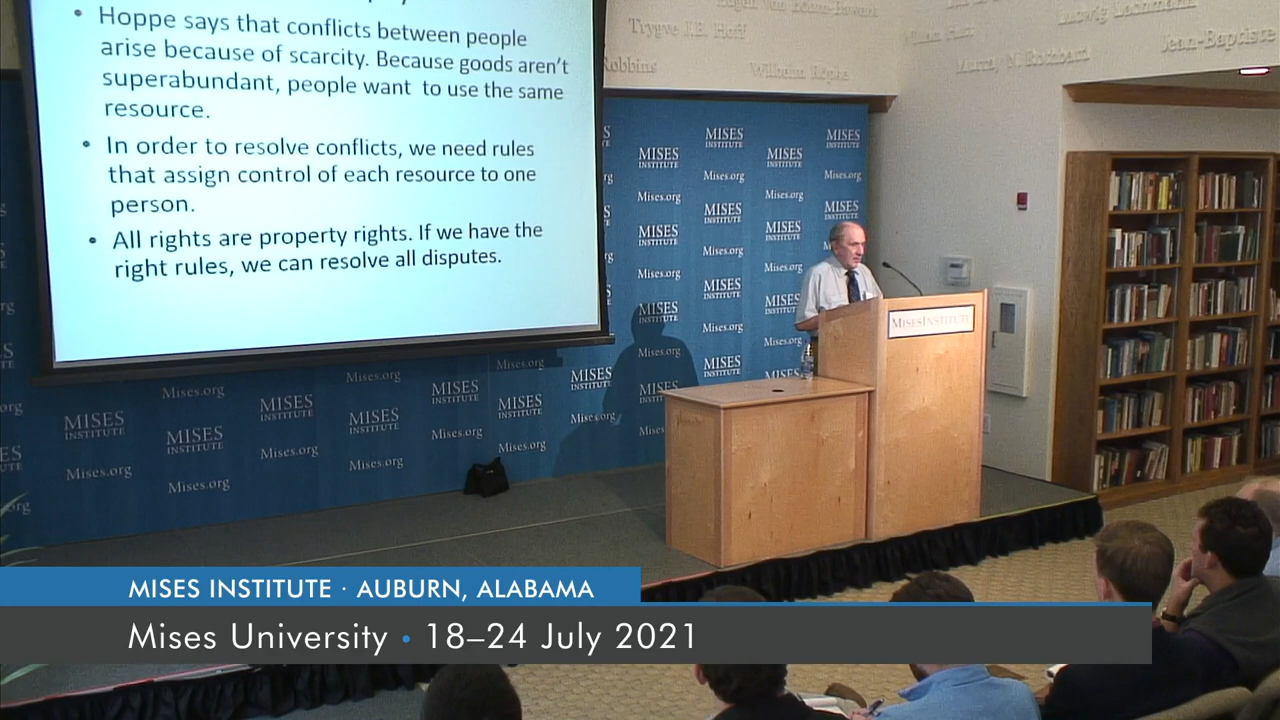 • Hoppe says that conflicts between people
arise because of scarcity. Because goods aren't
superabundant, people want to use the same
resource.
• In order to resolve conflicts, we need rules
that assign control of each resource to one
person.
• All rights are property rights. If we have the
right rules, we can resolve all disputes.
Eugen von Böhm-Bawerk
Trygve J.B. Hoff
Robbins
Wilhelm Röpke
Ludwig Lachmann
Murray N. Rothbard
Jean-Baptiste
MISES
INSTITUTE
Mises.org
MISES INSTITUTE
MISES INSTITUTE · AUBURN, ALABAMA
Mises University • 18–24 July 2021